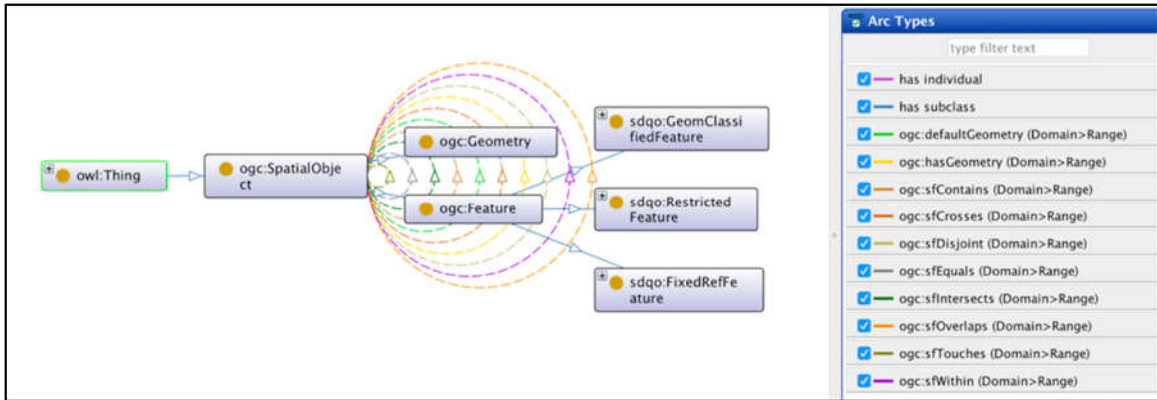 owl:Thing
ogc:SpatialObje
ct
ogc:Geometry
ogc:Feature
sdqo:GeomClassi
fiedFeature
sdqo:Restricted
Feature
sdqo:FixedRefFe
ature
Arc Types
type filter text
has individual
has subclass
ogc:defaultGeometry (Domain>Range)
ogc:hasGeometry (Domain>Range)
ogc:sfContains (Domain>Range)
ogc:sfCrosses (Domain>Range)
ogc:sfDisjoint (Domain>Range)
ogc:sfEquals (Domain>Range)
ogc:sfIntersects (Domain>Range)
ogc:sfOverlaps (Domain>Range)
ogc:sfTouches (Domain>Range)
ogc:sfWithin (Domain>Range)